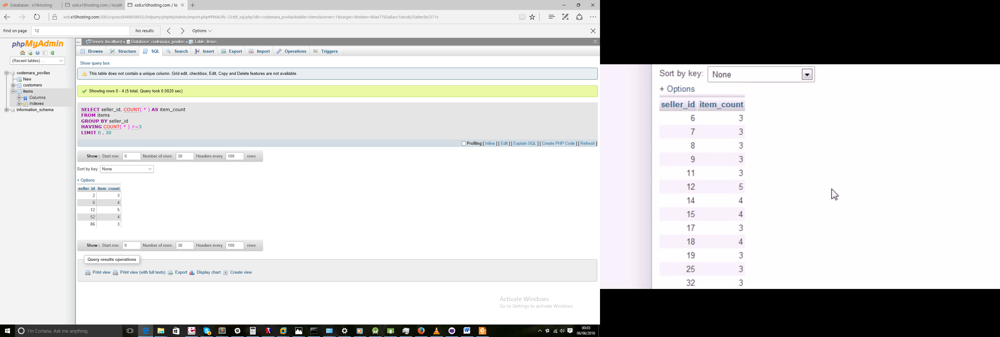 Databases - x10Hosting
xo6.x10hosting.com / localh
xo6.x10hosting.com / lo
xo6.x10hosting.com:2083/cpsess9446659933/3rdparty/phpMyAdmin/import.php#PMAURL-23:tbl_sql.php?db=codemara_povilas&table=items&server=1&target=&token=60ae7763a8acc1decab25a9ec9e2371c
Find on page 12 No results Options
phpMyAdmin
(Recent tables) ...
codemara_povilas
New
customers
items
Columns
Indexes
information_schema
Server: localhost » Database: codemara_povilas » Table: items
Browse Structure SQL Search Insert Export Import Operations Triggers
Show query box
This table does not contain a unique column. Grid edit, checkbox, Edit, Copy and Delete features are not available.
Showing rows 0 - 4 (5 total, Query took 0.0020 sec)
SELECT seller_id, COUNT( * ) AS item_count
FROM items
GROUP BY seller_id
HAVING COUNT( * ) >=3
LIMIT 0 , 30
Profiling [ Inline ] [ Edit ] [ Explain SQL ] [ Create PHP Code ] [ Refresh ]
Show : Start row: 0 Number of rows: 30 Headers every 100 rows
Sort by key: None
+ Options
seller_id item_count
2 3
6 4
12 5
52 4
86 3
Show : Start row: 0 Number of rows: 30 Headers every 100 rows
Query results operations
Print view Print view (with full texts) Export Display chart Create view
Activate Windows
Go to Settings to activate Windows.
I'm Cortana. Ask me anything.
00:03
06/06/2016
Sort by key: None
+ Options
seller_id item_count
6 3
7 3
8 3
9 3
11 3
12 5
14 4
15 4
17 3
18 4
19 3
25 3
32 3